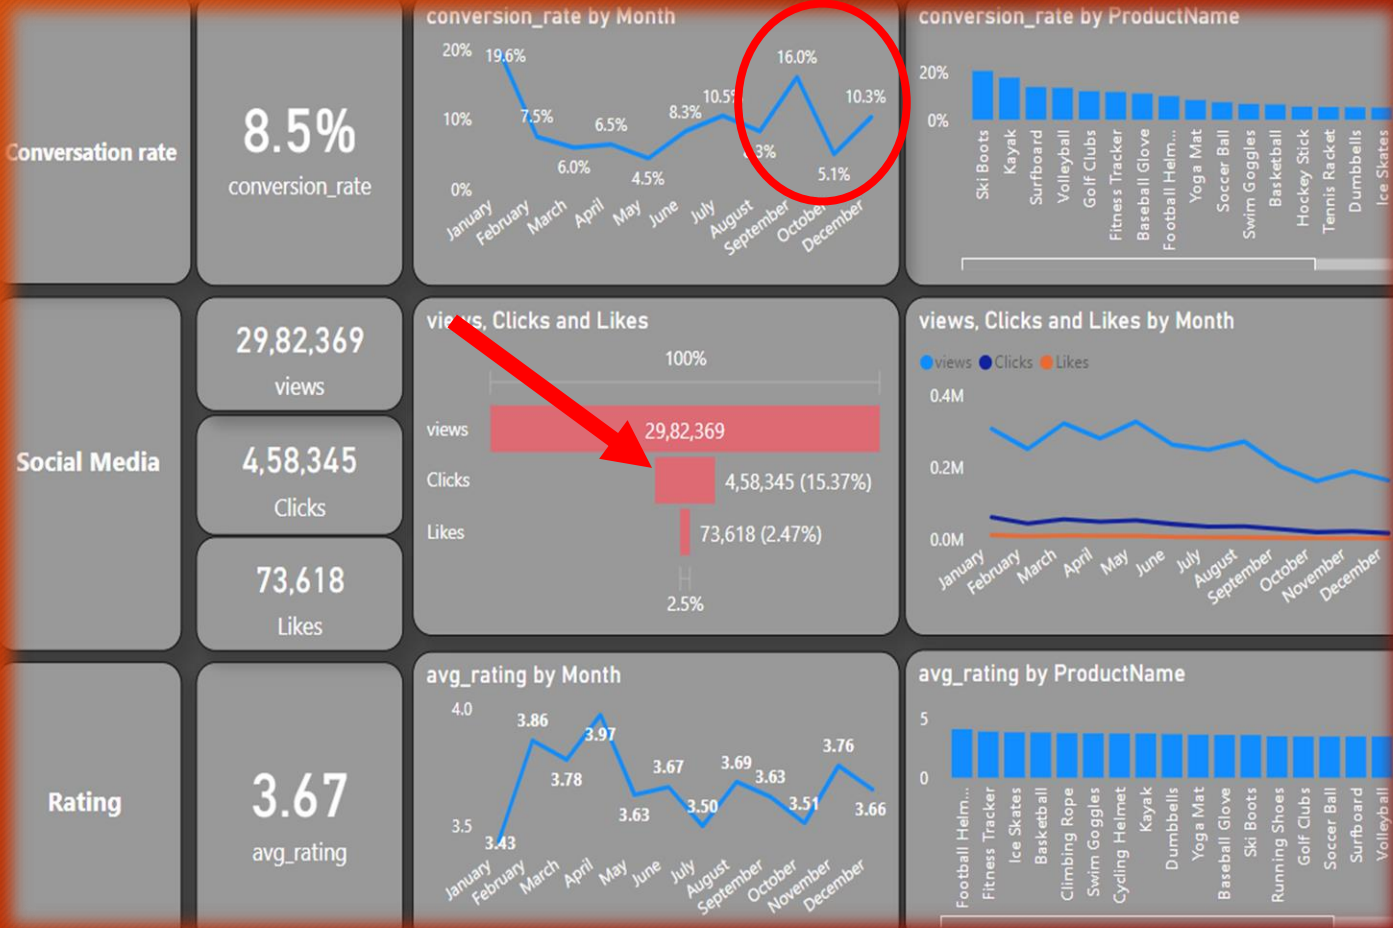 Conversation rate
8.5%
conversion_rate
conversion_rate by Month
20%
10%
0%
19.6%
7.5%
6.0%
6.5%
4.5%
8.3%
10.5%
16.0%
5.1%
10.3%
January
February
March
April
May
June
July
August
September
October
December
conversion_rate by ProductName
20%
0%
Ski Boots
Kayak
Surfboard
Volleyball
Golf Clubs
Fitness Tracker
Baseball Glove
Football Helm...
Yoga Mat
Soccer Ball
Swim Goggles
Basketball
Hockey Stick
Tennis Racket
Dumbbells
Ice Skates
Social Media
29,82,369
views
4,58,345
Clicks
73,618
Likes
views, Clicks and Likes
100%
views
29,82,369
Clicks
4,58,345 (15.37%)
Likes
73,618 (2.47%)
2.5%
views, Clicks and Likes by Month
views Clicks Likes
0.4M
0.2M
0.0M
January
February
March
April
May
June
July
August
September
October
November
December
Rating
3.67
avg_rating
avg_rating by Month
4.0
3.5
3.43
3.86
3.78
3.97
3.63
3.67
3.50
3.69
3.63
3.51
3.76
3.66
January
February
March
April
May
June
July
August
September
October
November
December
avg_rating by ProductName
5
0
Football Helm...
Fitness Tracker
Ice Skates
Basketball
Climbing Rope
Swim Goggles
Cycling Helmet
Kayak
Dumbbells
Yoga Mat
Baseball Glove
Ski Boots
Running Shoes
Golf Clubs
Soccer Ball
Surfboard
Volleyball